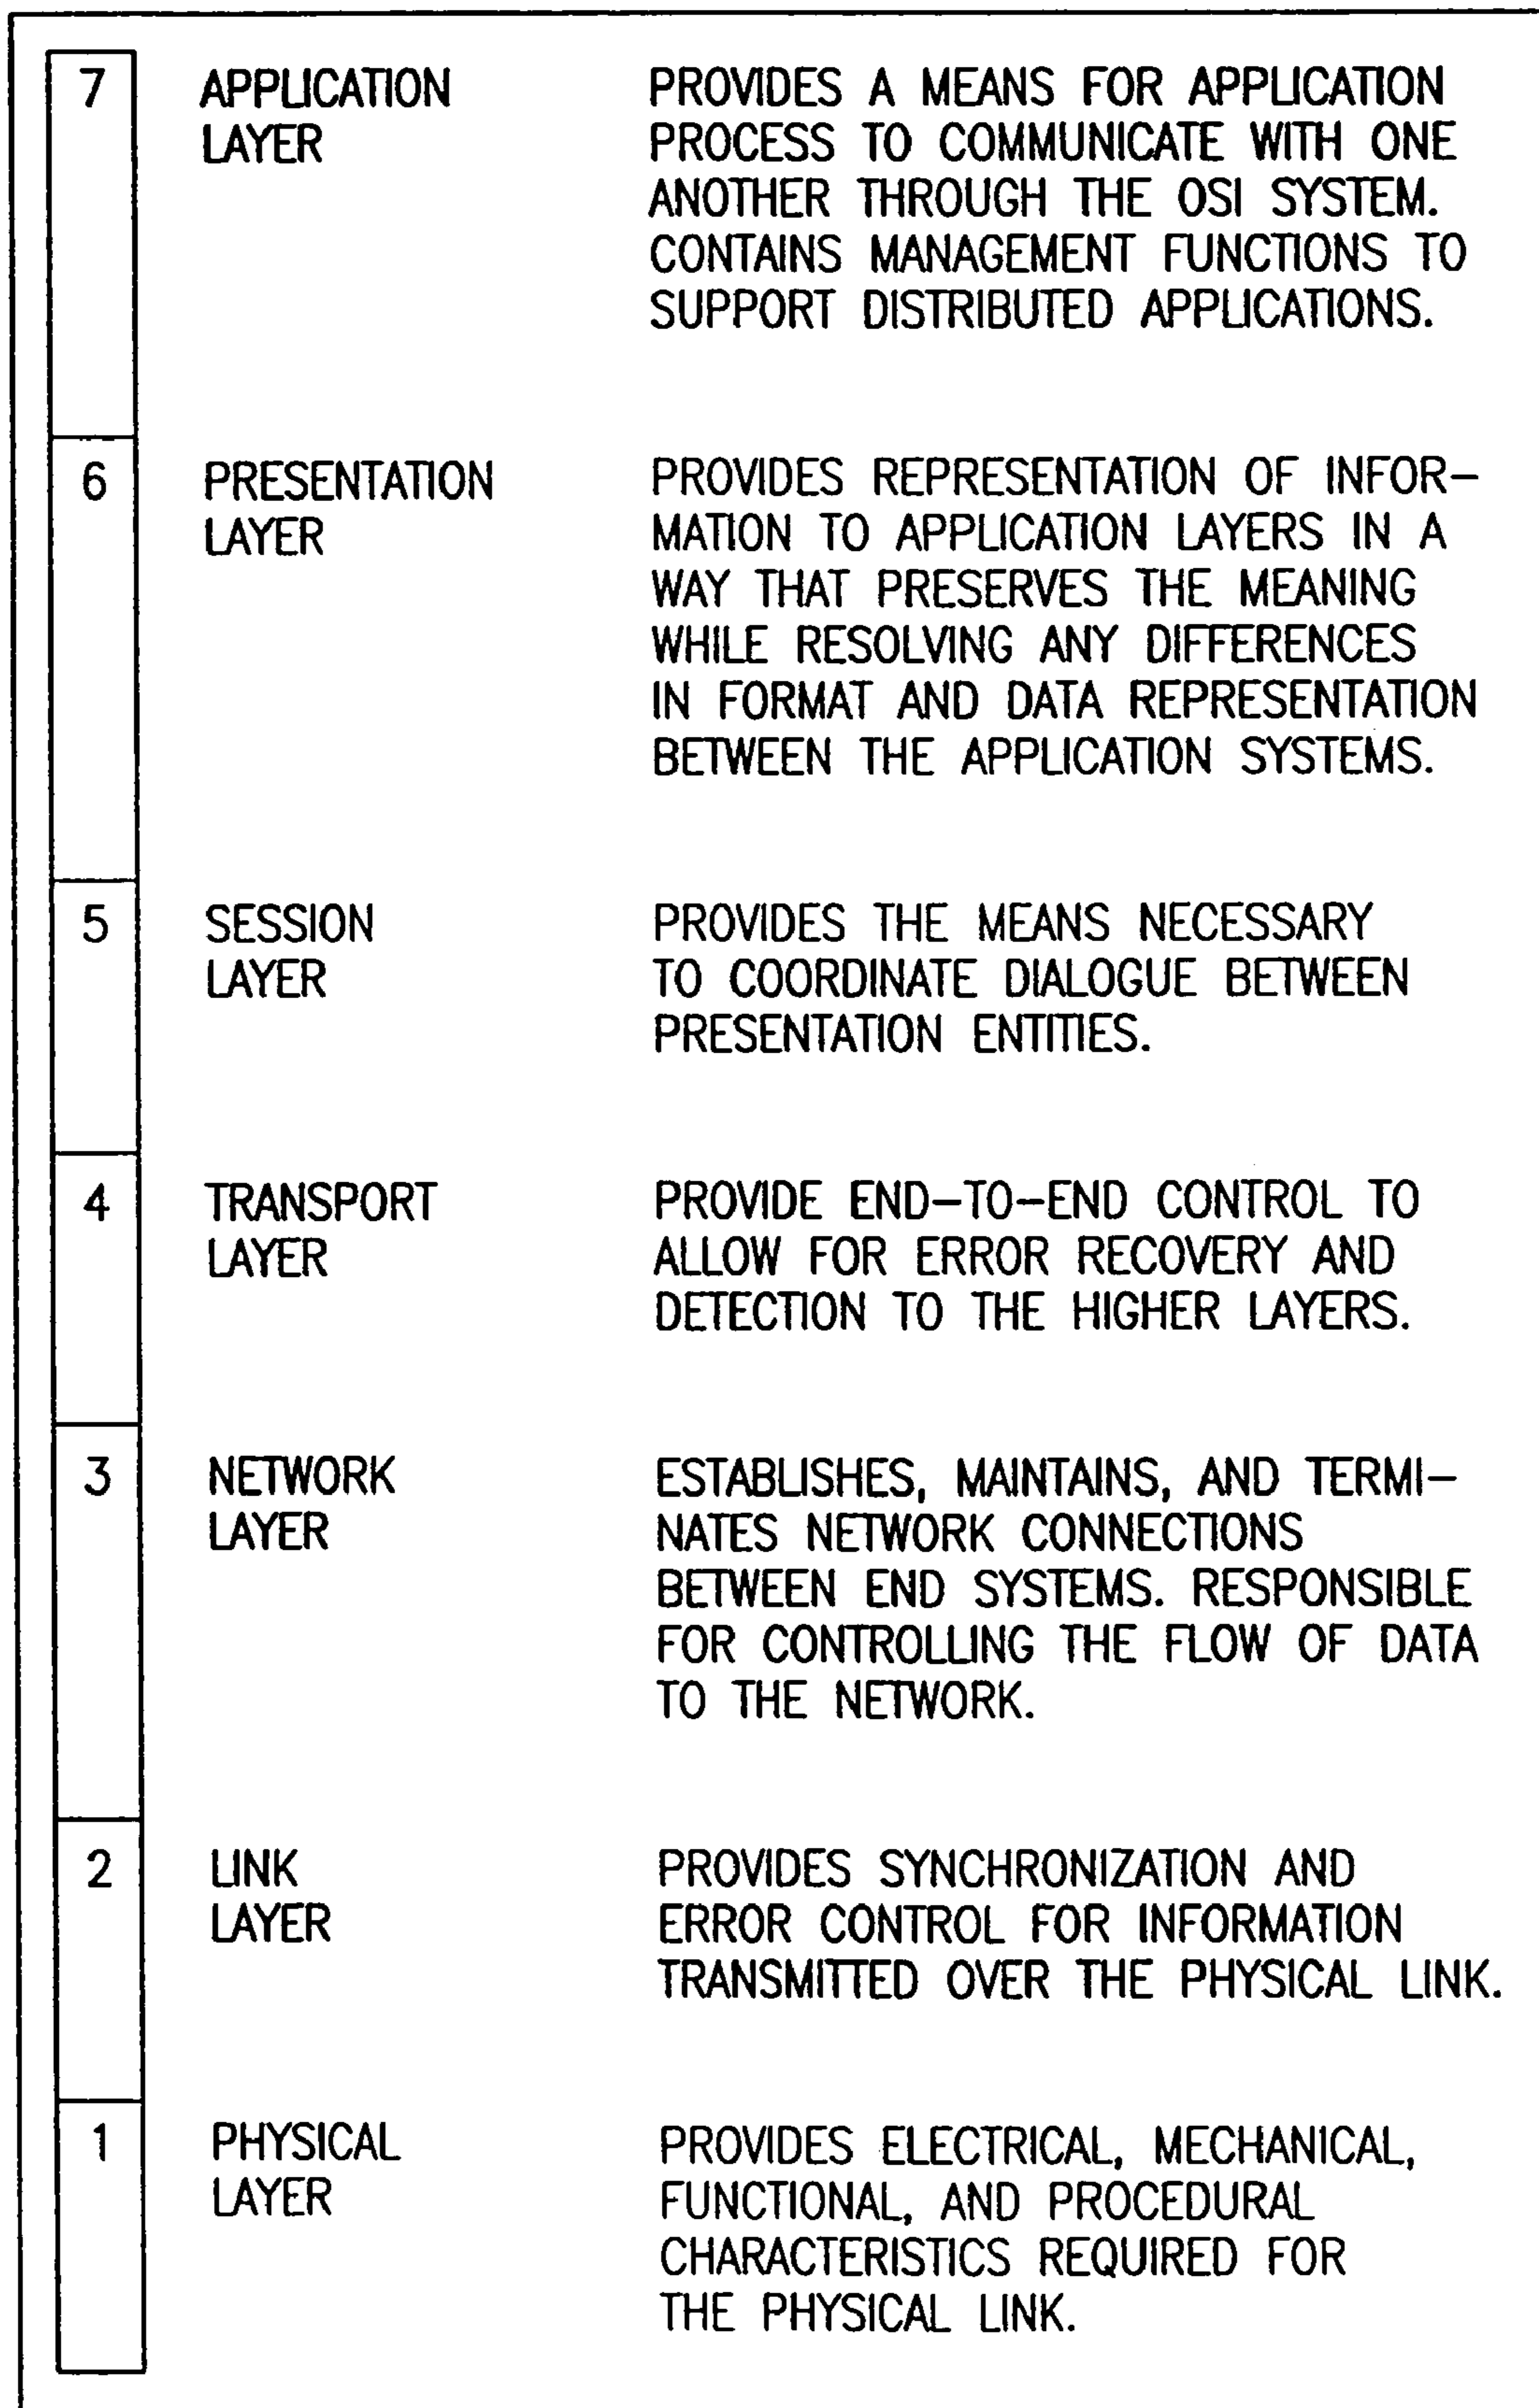 7 APPLICATION LAYER PROVIDES A MEANS FOR APPLICATION
PROCESS TO COMMUNICATE WITH ONE
ANOTHER THROUGH THE OSI SYSTEM.
CONTAINS MANAGEMENT FUNCTIONS TO
SUPPORT DISTRIBUTED APPLICATIONS.
6 PRESENTATION LAYER PROVIDES REPRESENTATION OF INFOR-
MATION TO APPLICATION LAYERS IN A
WAY THAT PRESERVES THE MEANING
WHILE RESOLVING ANY DIFFERENCES
IN FORMAT AND DATA REPRESENTATION
BETWEEN THE APPLICATION SYSTEMS.
5 SESSION LAYER PROVIDES THE MEANS NECESSARY
TO COORDINATE DIALOGUE BETWEEN
PRESENTATION ENTITIES.
4 TRANSPORT LAYER PROVIDE END-TO-END CONTROL TO
ALLOW FOR ERROR RECOVERY AND
DETECTION TO THE HIGHER LAYERS.
3 NETWORK LAYER ESTABLISHES, MAINTAINS, AND TERMI-
NATES NETWORK CONNECTIONS
BETWEEN END SYSTEMS. RESPONSIBLE
FOR CONTROLLING THE FLOW OF DATA
TO THE NETWORK.
2 LINK LAYER PROVIDES SYNCHRONIZATION AND
ERROR CONTROL FOR INFORMATION
TRANSMITTED OVER THE PHYSICAL LINK.
1 PHYSICAL LAYER PROVIDES ELECTRICAL, MECHANICAL,
FUNCTIONAL, AND PROCEDURAL
CHARACTERISTICS REQUIRED FOR
THE PHYSICAL LINK.